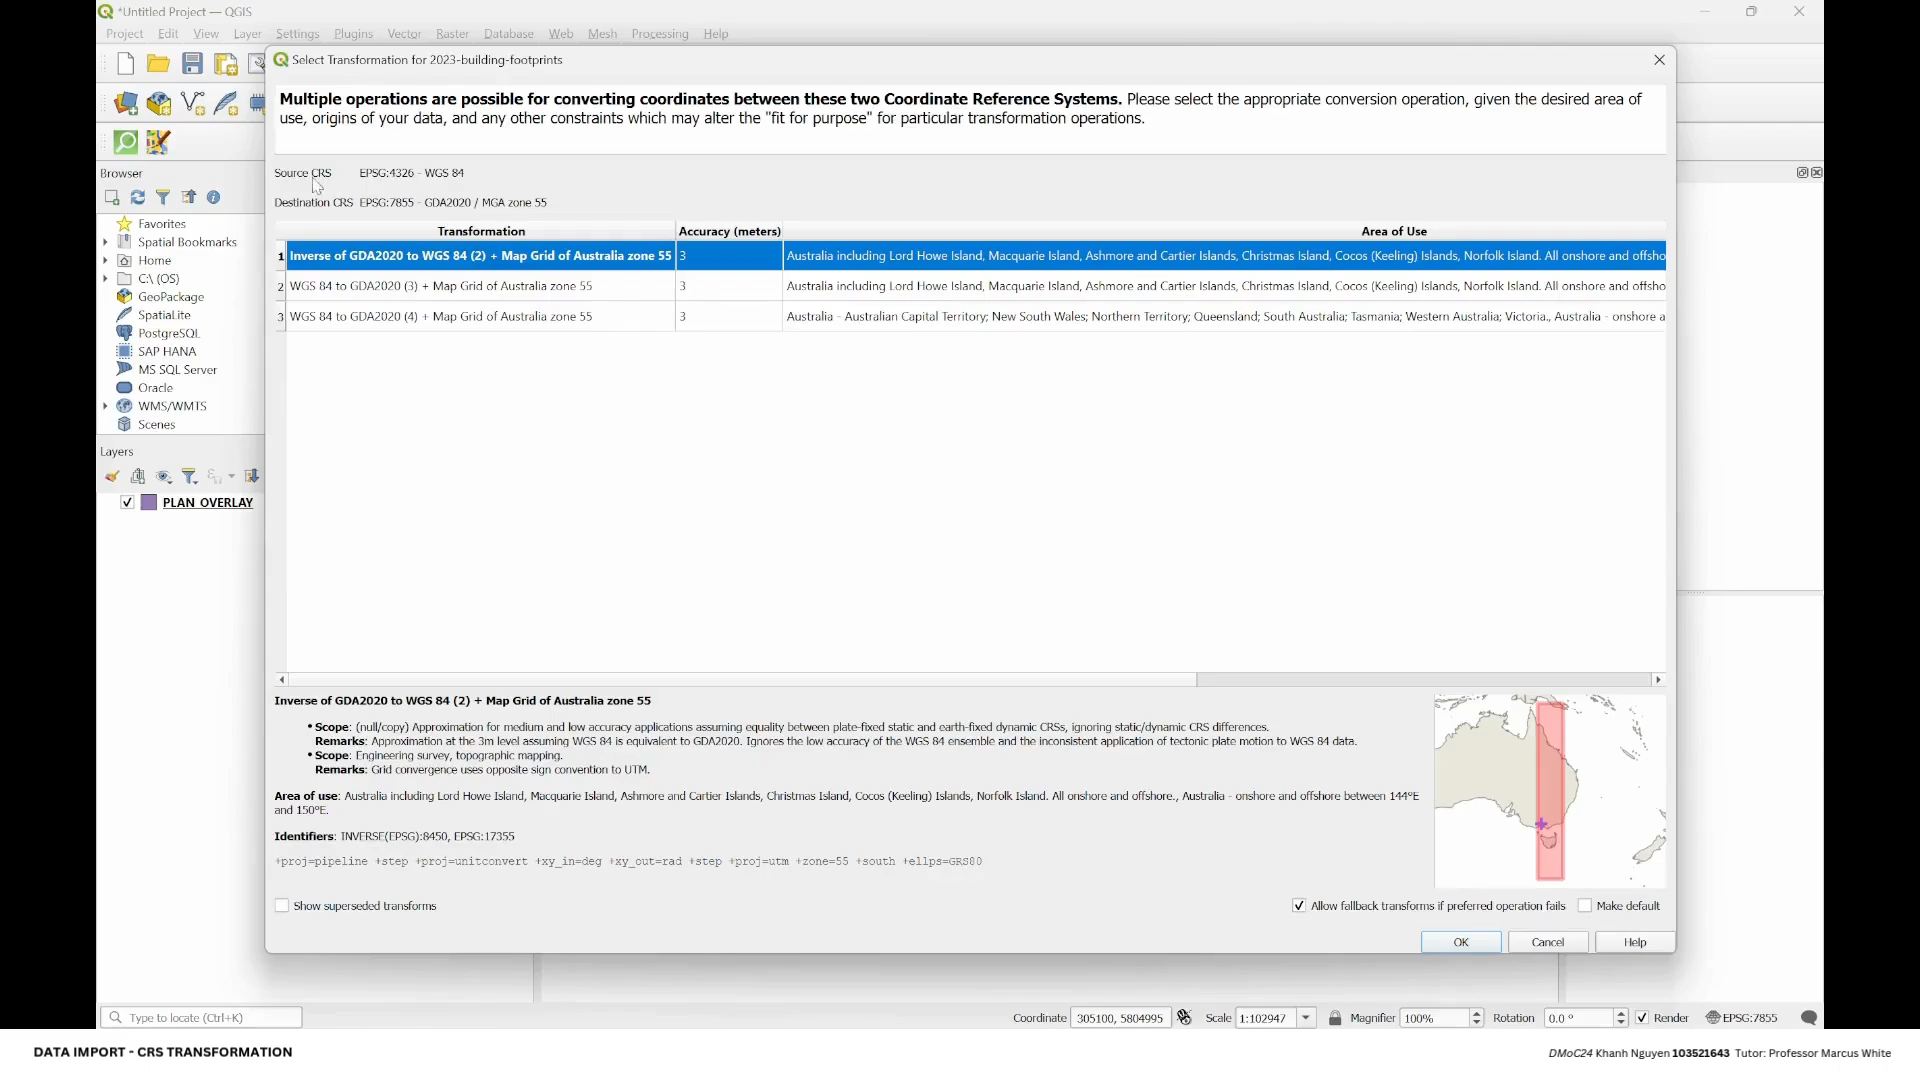 *Untitled Project — QGIS
Project Edit View Layer Settings Plugins Vector Raster Database Web Mesh Processing Help
Select Transformation for 2023-building-footprints
Multiple operations are possible for converting coordinates between these two Coordinate Reference Systems. Please select the appropriate conversion operation, given the desired area of
use, origins of your data, and any other constraints which may alter the "fit for purpose" for particular transformation operations.
Browser
Source CRS EPSG:4326 - WGS 84
Destination CRS EPSG:7855 - GDA2020 / MGA zone 55
Transformation Accuracy (meters) Area of Use
1 Inverse of GDA2020 to WGS 84 (2) + Map Grid of Australia zone 55 3 Australia including Lord Howe Island, Macquarie Island, Ashmore and Cartier Islands, Christmas Island, Cocos (Keeling) Islands, Norfolk Island. All onshore and offsho
2 WGS 84 to GDA2020 (3) + Map Grid of Australia zone 55 3 Australia including Lord Howe Island, Macquarie Island, Ashmore and Cartier Islands, Christmas Island, Cocos (Keeling) Islands, Norfolk Island. All onshore and offsho
3 WGS 84 to GDA2020 (4) + Map Grid of Australia zone 55 3 Australia - Australian Capital Territory; New South Wales; Northern Territory; Queensland; South Australia; Tasmania; Western Australia; Victoria., Australia - onshore a
Favorites
Spatial Bookmarks
Home
C:\ (OS)
GeoPackage
SpatiaLite
PostgreSQL
SAP HANA
MS SQL Server
Oracle
WMS/WMTS
Scenes
Layers
PLAN OVERLAY
Inverse of GDA2020 to WGS 84 (2) + Map Grid of Australia zone 55
• Scope: (null/copy) Approximation for medium and low accuracy applications assuming equality between plate-fixed static and earth-fixed dynamic CRSs, ignoring static/dynamic CRS differences.
Remarks: Approximation at the 3m level assuming WGS 84 is equivalent to GDA2020. Ignores the low accuracy of the WGS 84 ensemble and the inconsistent application of tectonic plate motion to WGS 84 data.
• Scope: Engineering survey, topographic mapping.
Remarks: Grid convergence uses opposite sign convention to UTM.
Area of use: Australia including Lord Howe Island, Macquarie Island, Ashmore and Cartier Islands, Christmas Island, Cocos (Keeling) Islands, Norfolk Island. All onshore and offshore., Australia - onshore and offshore between 144°E
and 150°E.
Identifiers: INVERSE(EPSG):8450, EPSG:17355
+proj=pipeline +step +proj=unitconvert +xy_in=deg +xy_out=rad +step +proj=utm +zone=55 +south +ellps=GRS80
Show superseded transforms
Allow fallback transforms if preferred operation fails Make default
OK Cancel Help
Type to locate (Ctrl+K) Coordinate 305100, 5804995 Scale 1:102947 Magnifier 100% Rotation 0.0 ° Render EPSG:7855
DATA IMPORT - CRS TRANSFORMATION
DMoC24 Khanh Nguyen 103521643 Tutor: Professor Marcus White